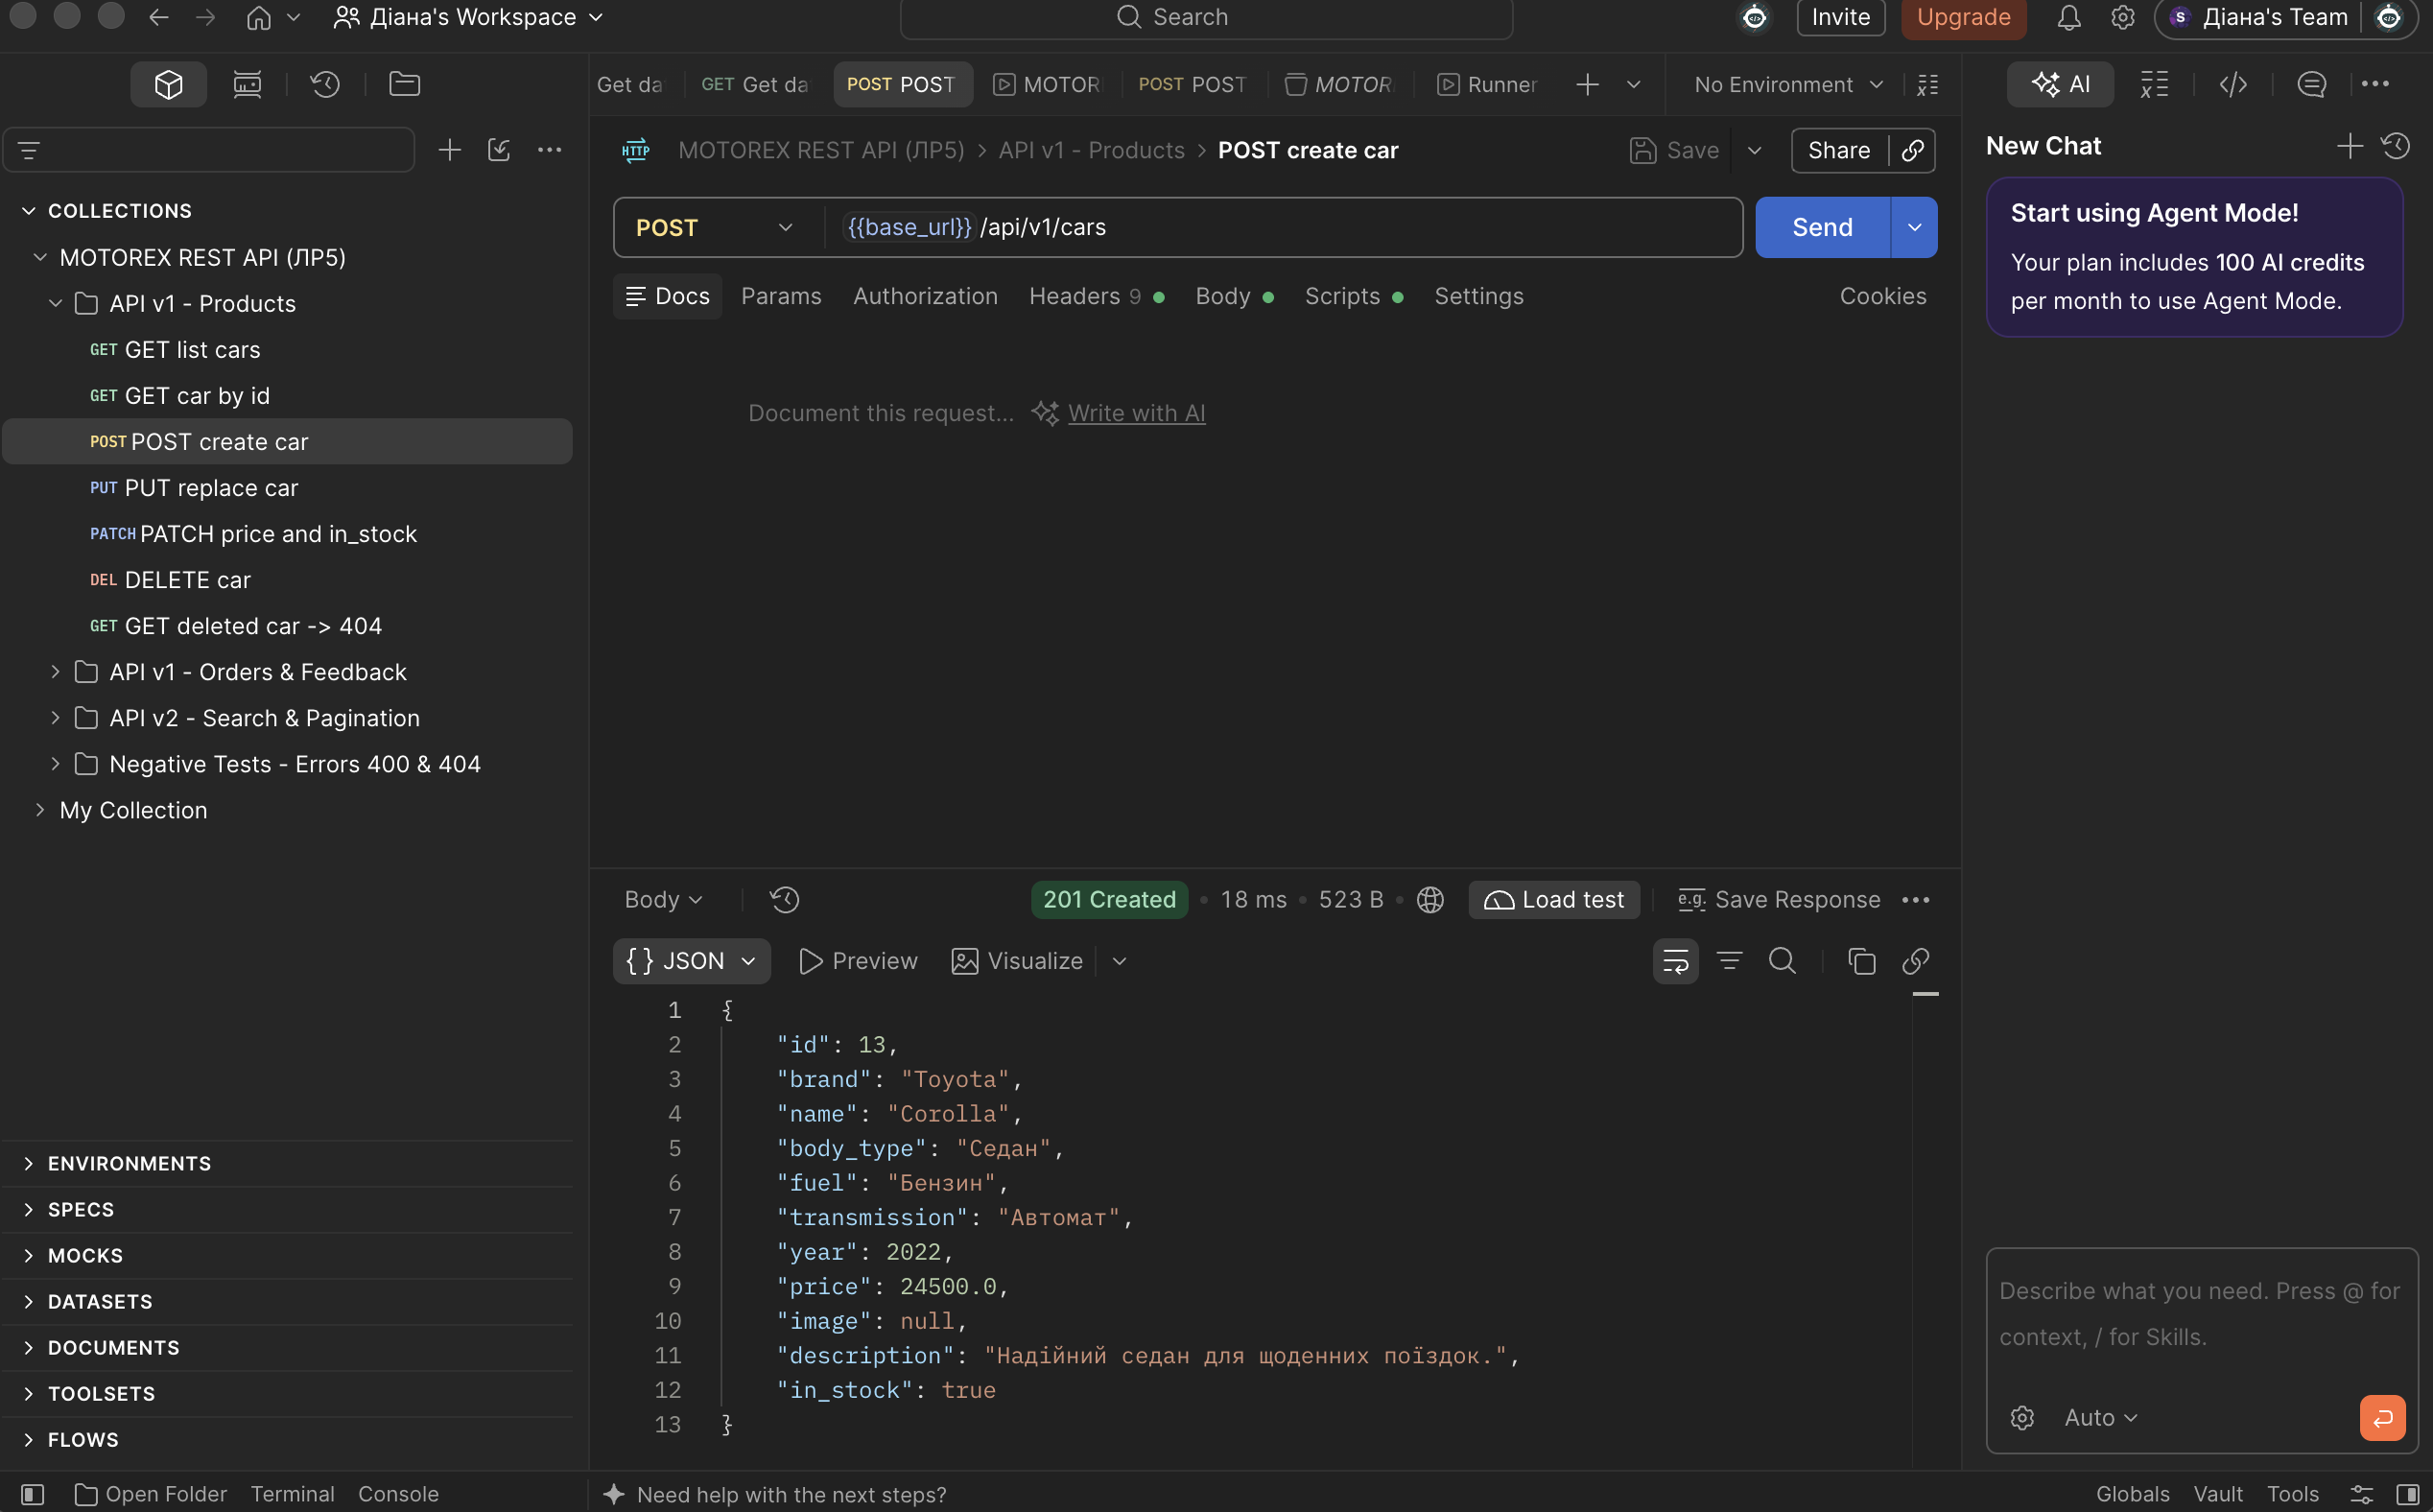 Діана's Workspace
Search
Invite
Upgrade
S
Діана's Team
Get da
GET Get da
POST POST
MOTOR
POST POST
MOTOR
Runner
No Environment
AI
HTTP
MOTOREX REST API (ЛР5) > API v1 - Products > POST create car
Save
Share
New Chat
COLLECTIONS
MOTOREX REST API (ЛР5)
API v1 - Products
GET GET list cars
GET GET car by id
POST POST create car
PUT PUT replace car
PATCH PATCH price and in_stock
DEL DELETE car
GET GET deleted car -> 404
API v1 - Orders & Feedback
API v2 - Search & Pagination
Negative Tests - Errors 400 & 404
My Collection
ENVIRONMENTS
SPECS
MOCKS
DATASETS
DOCUMENTS
TOOLSETS
FLOWS
POST
{{base_url}} /api/v1/cars
Send
Docs
Params
Authorization
Headers 9
Body
Scripts
Settings
Cookies
Document this request...
Write with AI
Start using Agent Mode!
Your plan includes 100 AI credits
per month to use Agent Mode.
Body
201 Created
18 ms
523 B
Load test
e.g.
Save Response
{ } JSON
Preview
Visualize
1 {
2 "id": 13,
3 "brand": "Toyota",
4 "name": "Corolla",
5 "body_type": "Седан",
6 "fuel": "Бензин",
7 "transmission": "Автомат",
8 "year": 2022,
9 "price": 24500.0,
10 "image": null,
11 "description": "Надійний седан для щоденних поїздок.",
12 "in_stock": true
13 }
Describe what you need. Press @ for
context, / for Skills.
Auto
Open Folder
Terminal
Console
Need help with the next steps?
Globals
Vault
Tools